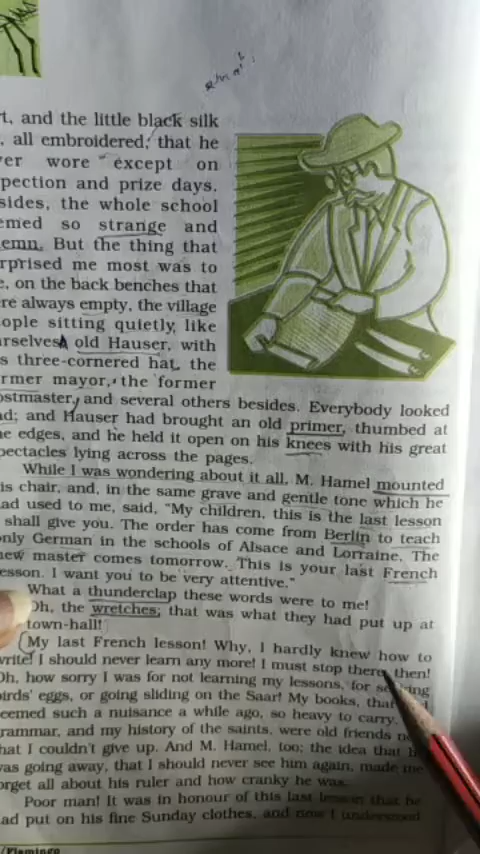 rt, and the little black silk
, all embroidered, that he
er wore except on
pection and prize days.
sides, the whole school
emed so strange and
emn. But the thing that
rprised me most was to
e, on the back benches that
re always empty, the village
ople sitting quietly like
urselves; old Hauser, with
s three-cornered hat, the
rmer mayor, the former
ostmaster, and several others besides. Everybody looked
ad; and Hauser had brought an old primer, thumbed at
he edges, and he held it open on his knees with his great
pectacles lying across the pages.
While I was wondering about it all, M. Hamel mounted
is chair, and, in the same grave and gentle tone which he
ad used to me, said, "My children, this is the last lesson
shall give you. The order has come from Berlin to teach
only German in the schools of Alsace and Lorraine. The
new master comes tomorrow. This is your last French
esson. I want you to be very attentive."
What a thunderclap these words were to me!
Oh, the wretches; that was what they had put up at
town-hall!
My last French lesson! Why, I hardly knew how to
write! I should never learn any more! I must stop there, then!
Oh, how sorry I was for not learning my lessons, for seeking
birds' eggs, or going sliding on the Saar! My books, that
eemed such a nuisance a while ago, so heavy to carry,
grammar, and my history of the saints, were old friends n
hat I couldn't give up. And M. Hamel, too; the idea that h
was going away, that I should never see him again, made me
orget all about his ruler and how cranky he was.
Poor man! It was in honour of this last lesson that he
ad put on his fine Sunday clothes, and now I understood
/Flamingo